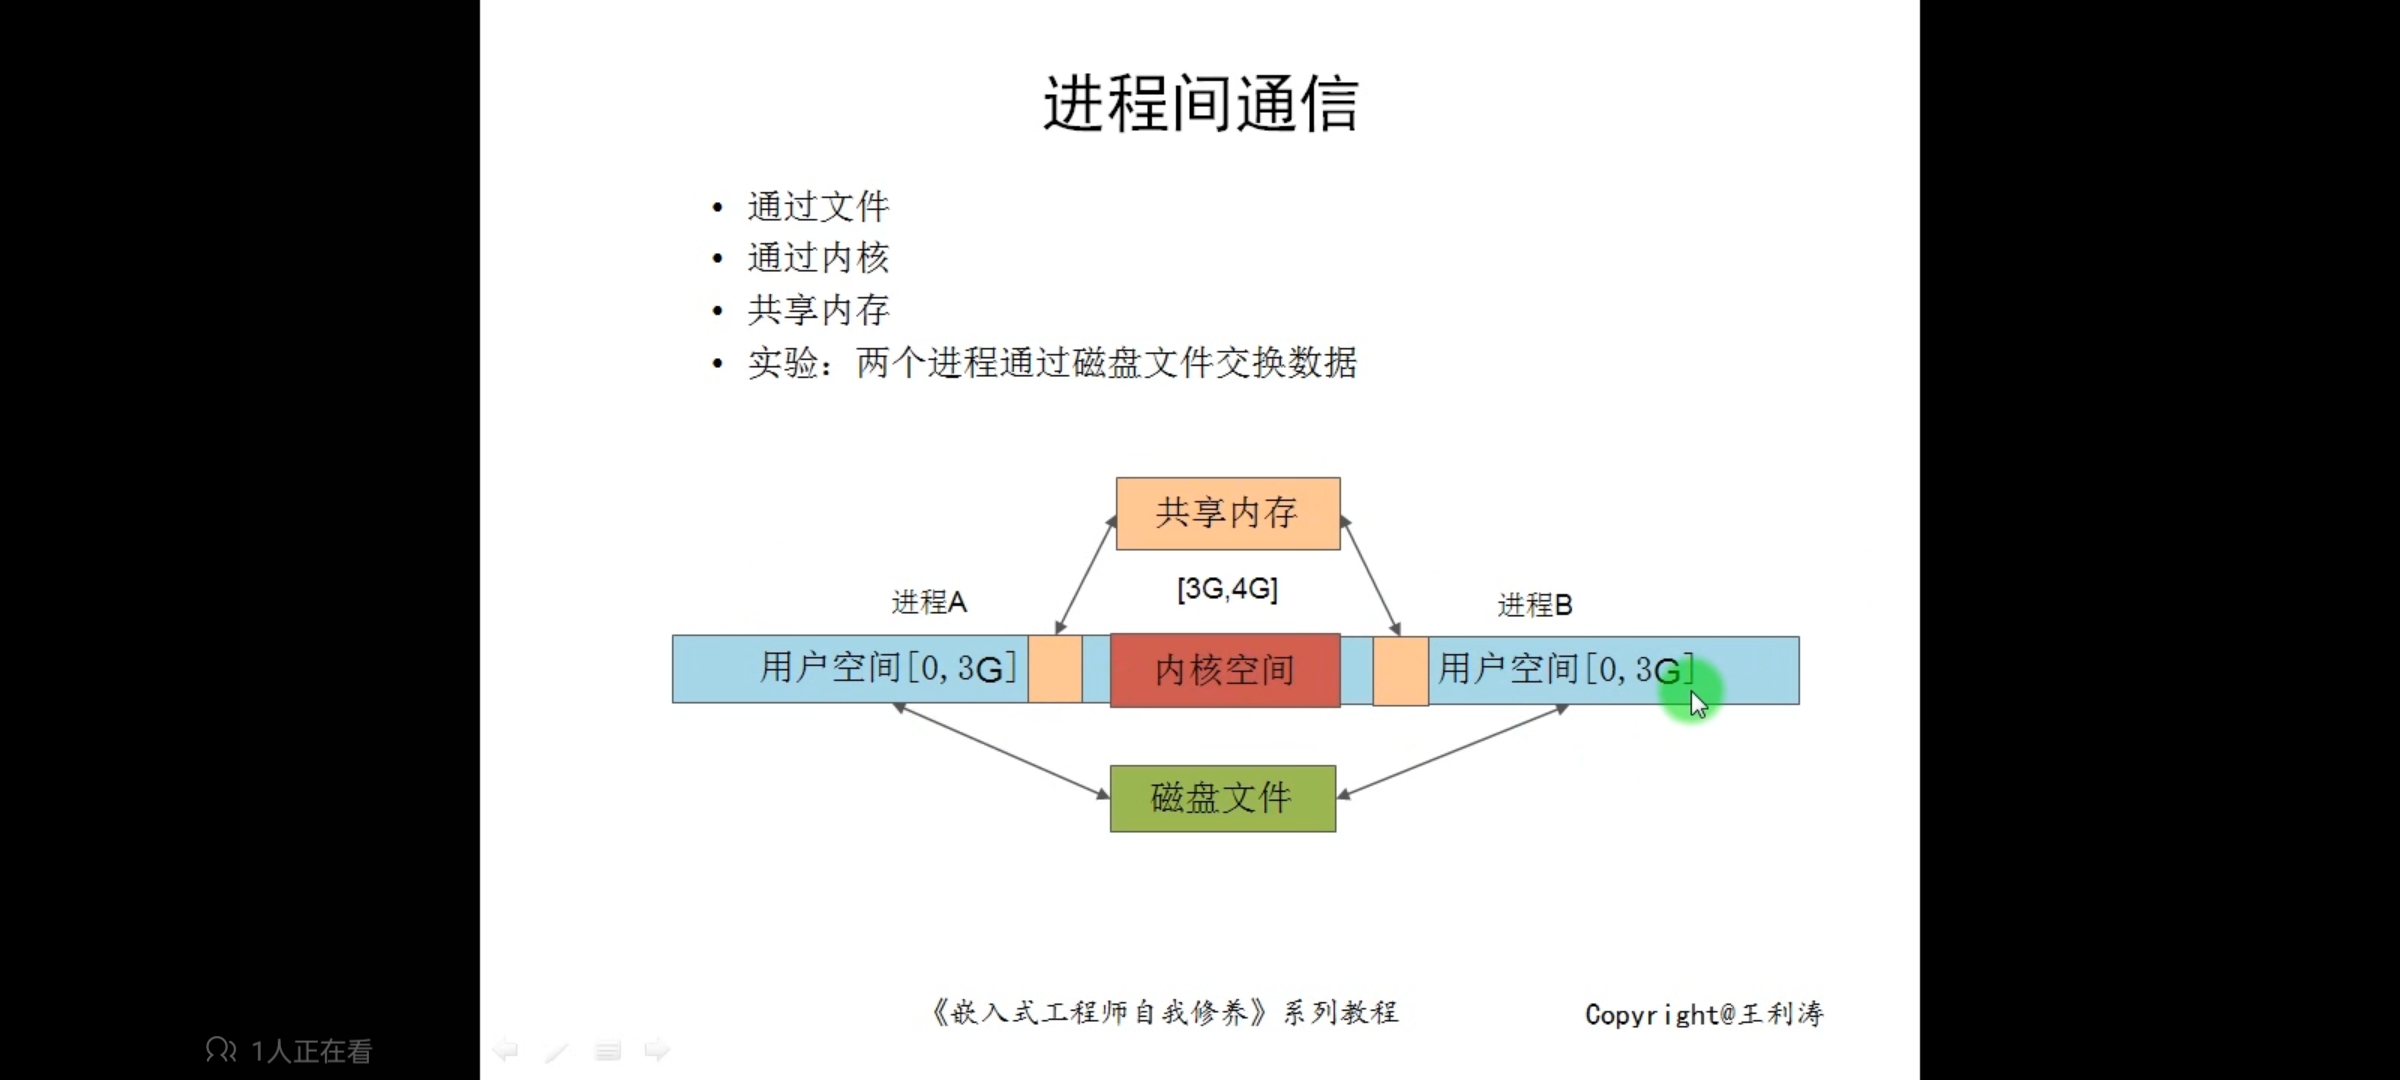 进程间通信
• 通过文件
• 通过内核
• 共享内存
• 实验：两个进程通过磁盘文件交换数据
共享内存
[3G,4G]
进程A
进程B
用户空间[0,3G]
内核空间
用户空间[0,3G]
磁盘文件
《嵌入式工程师自我修养》系列教程
Copyright@王利涛
1人正在看